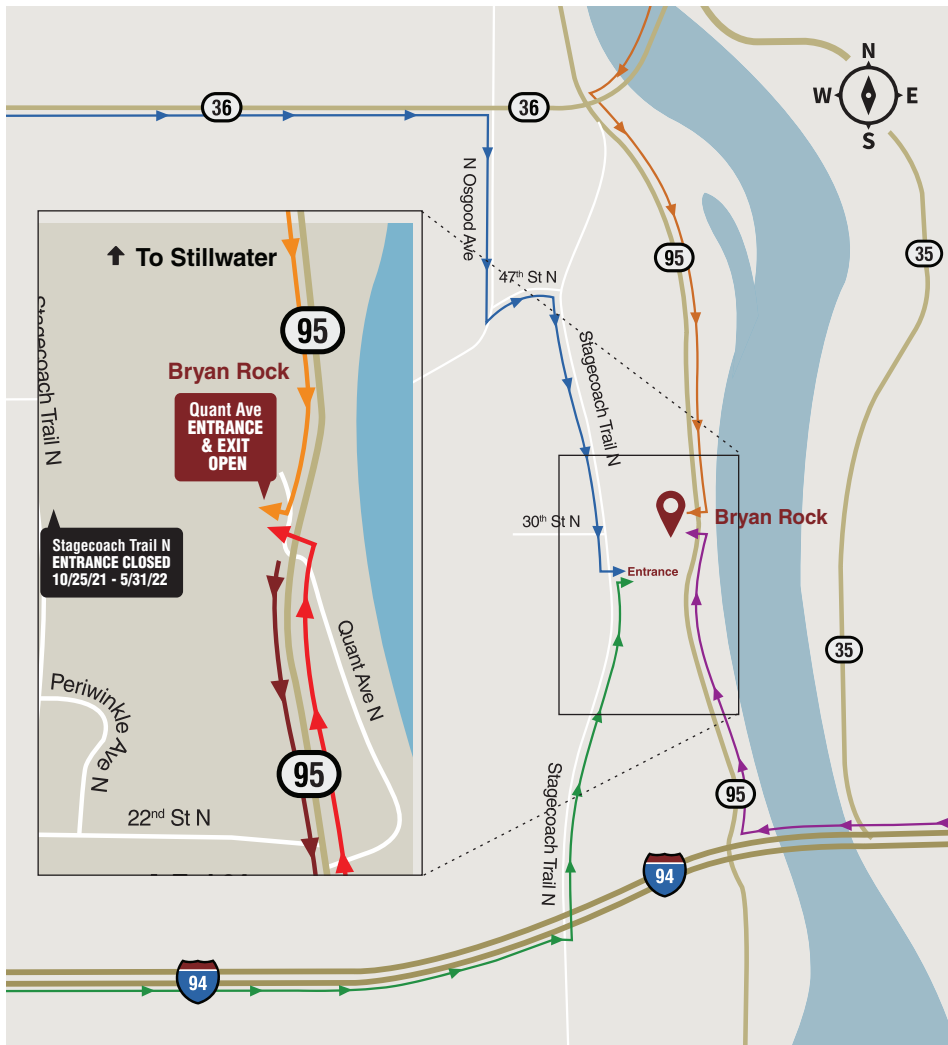 N
W E
S
36
36
N Osgood Ave
95
35
47th St N
Stagecoach Trail N
To Stillwater
95
Bryan Rock
Quant Ave
ENTRANCE
& EXIT
OPEN
Stagecoach Trail N
Stagecoach Trail N
ENTRANCE CLOSED
10/25/21 - 5/31/22
Quant Ave N
Periwinkle
Ave N
95
22nd St N
30th St N
Bryan Rock
Entrance
35
95
Stagecoach Trail N
94
94